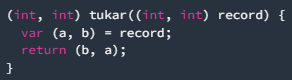 (int, int) tukar((int, int) record) {
  var (a, b) = record;
  return (b, a);
}